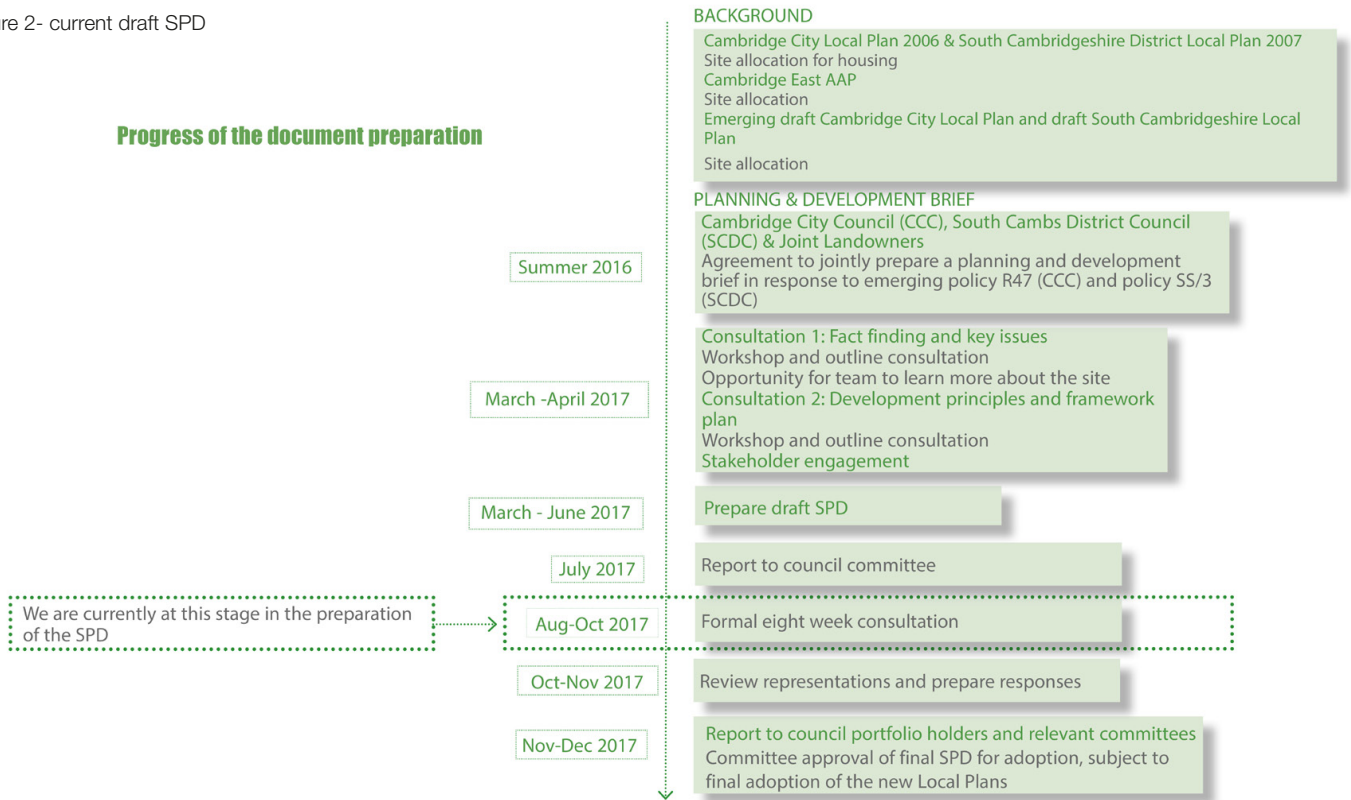 re 2- current draft SPD
Progress of the document preparation
BACKGROUND
Cambridge City Local Plan 2006 & South Cambridgeshire District Local Plan 2007
Site allocation for housing
Cambridge East AAP
Site allocation
Emerging draft Cambridge City Local Plan and draft South Cambridgeshire Local
Plan
Site allocation
PLANNING & DEVELOPMENT BRIEF
Summer 2016
Cambridge City Council (CCC), South Cambs District Council
(SCDC) & Joint Landowners
Agreement to jointly prepare a planning and development
brief in response to emerging policy R47 (CCC) and policy SS/3
(SCDC)
March -April 2017
Consultation 1: Fact finding and key issues
Workshop and outline consultation
Opportunity for team to learn more about the site
Consultation 2: Development principles and framework
plan
Workshop and outline consultation
Stakeholder engagement
March - June 2017
Prepare draft SPD
July 2017
Report to council committee
We are currently at this stage in the preparation
of the SPD
Aug-Oct 2017
Formal eight week consultation
Oct-Nov 2017
Review representations and prepare responses
Nov-Dec 2017
Report to council portfolio holders and relevant committees
Committee approval of final SPD for adoption, subject to
final adoption of the new Local Plans